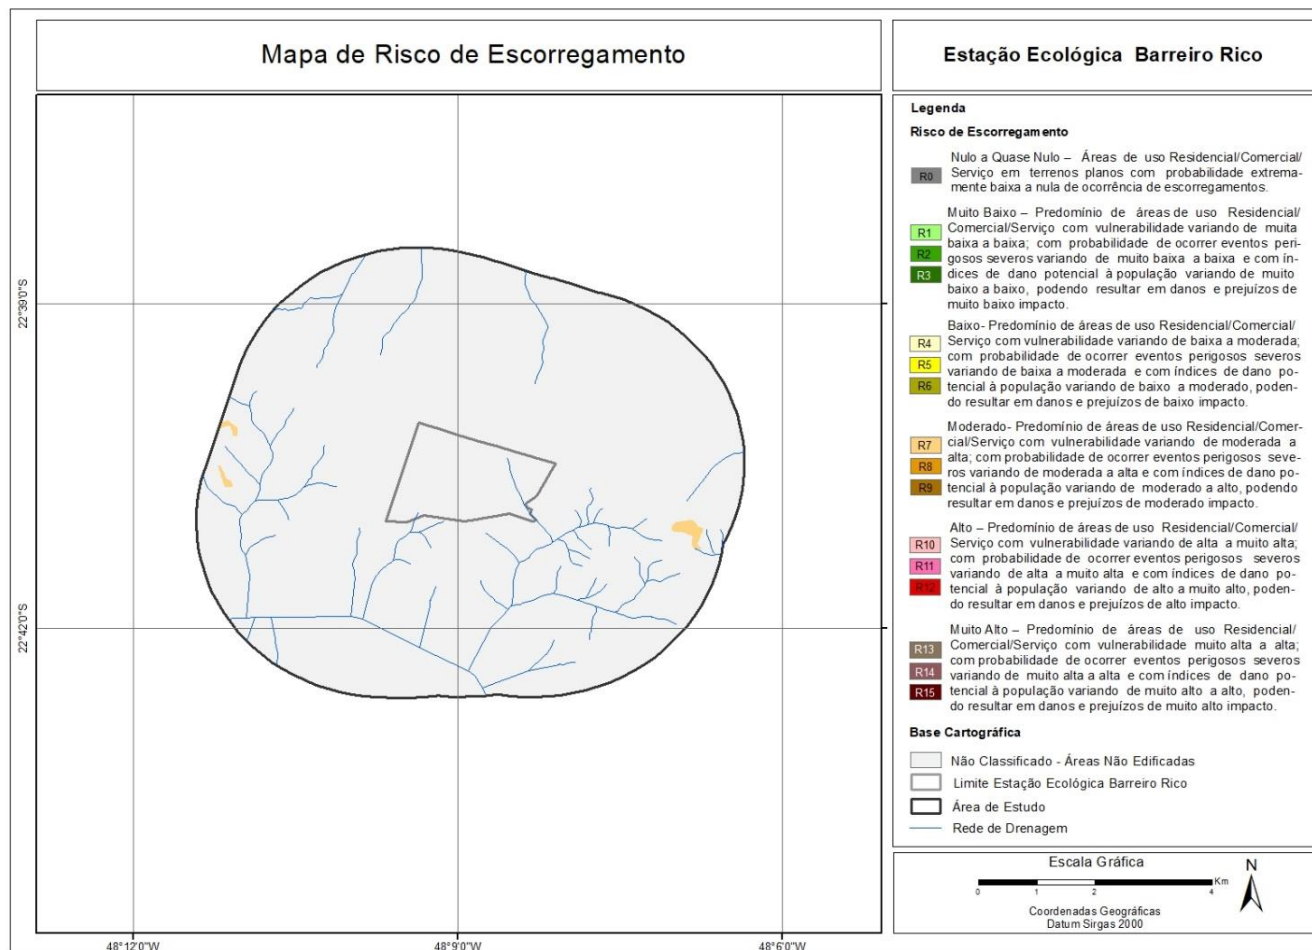 Mapa de Risco de Escorregamento
Estação Ecológica Barreiro Rico
Legenda
Risco de Escorregamento
R0
Nulo a Quase Nulo – Áreas de uso Residencial/Comercial/
Serviço em terrenos planos com probabilidade extrema-
mente baixa a nula de ocorrência de escorregamentos.
R1
R2
R3
Muito Baixo – Predomínio de áreas de uso Residencial/
Comercial/Serviço com vulnerabilidade variando de muita
baixa a baixa; com probabilidade de ocorrer eventos peri-
gosos severos variando de muito baixa a baixa e com ín-
dices de dano potencial à população variando de muito
baixo a baixo, podendo resultar em danos e prejuízos de
muito baixo impacto.
R4
R5
R6
Baixo- Predomínio de áreas de uso Residencial/Comercial/
Serviço com vulnerabilidade variando de baixa a moderada;
com probabilidade de ocorrer eventos perigosos severos
variando de baixa a moderada e com índices de dano po-
tencial à população variando de baixo a moderado, poden-
do resultar em danos e prejuízos de baixo impacto.
R7
R8
R9
Moderado- Predomínio de áreas de uso Residencial/Comer-
cial/Serviço com vulnerabilidade variando de moderada a
alta; com probabilidade de ocorrer eventos perigosos seve-
ros variando de moderada a alta e com índices de dano po-
tencial à população variando de moderado a alto, podendo
resultar em danos e prejuízos de moderado impacto.
R10
R11
R12
Alto – Predomínio de áreas de uso Residencial/Comercial/
Serviço com vulnerabilidade variando de alta a muito alta;
com probabilidade de ocorrer eventos perigosos severos
variando de alta a muito alta e com índices de dano po-
tencial à população variando de alto a muito alto, poden-
do resultar em danos e prejuízos de alto impacto.
R13
R14
R15
Muito Alto – Predomínio de áreas de uso Residencial/
Comercial/Serviço com vulnerabilidade muito alta a alta;
com probabilidade de ocorrer eventos perigosos severos
variando de muito alta a alta e com índices de dano po-
tencial à população variando de muito alto a alto, poden-
do resultar em danos e prejuízos de muito alto impacto.
Base Cartográfica
Não Classificado - Áreas Não Edificadas
Limite Estação Ecológica Barreiro Rico
Área de Estudo
Rede de Drenagem
Escala Gráfica
Km
0 1 2 4
N
Coordenadas Geográficas
Datum Sirgas 2000
22°39'0"S
22°42'0"S
48°12'0"W
48°9'0"W
48°6'0"W